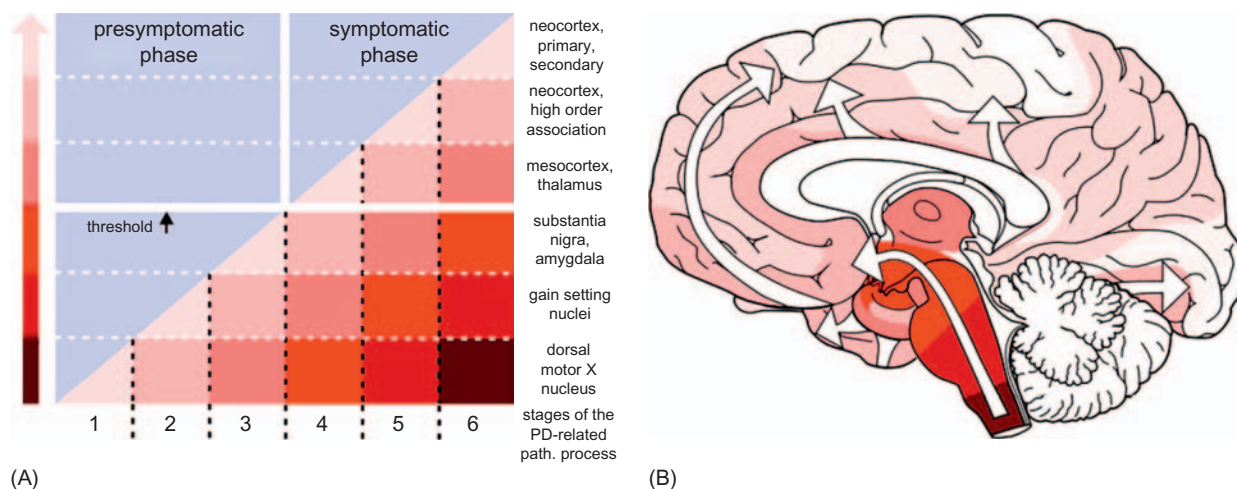 presymptomatic
phase
symptomatic
phase
neocortex,
primary,
secondary
neocortex,
high order
association
mesocortex,
thalamus
threshold
substantia
nigra,
amygdala
gain setting
nuclei
dorsal
motor X
nucleus
1 2 3 4 5 6
stages of the
PD-related
path. process
(A)
(B)